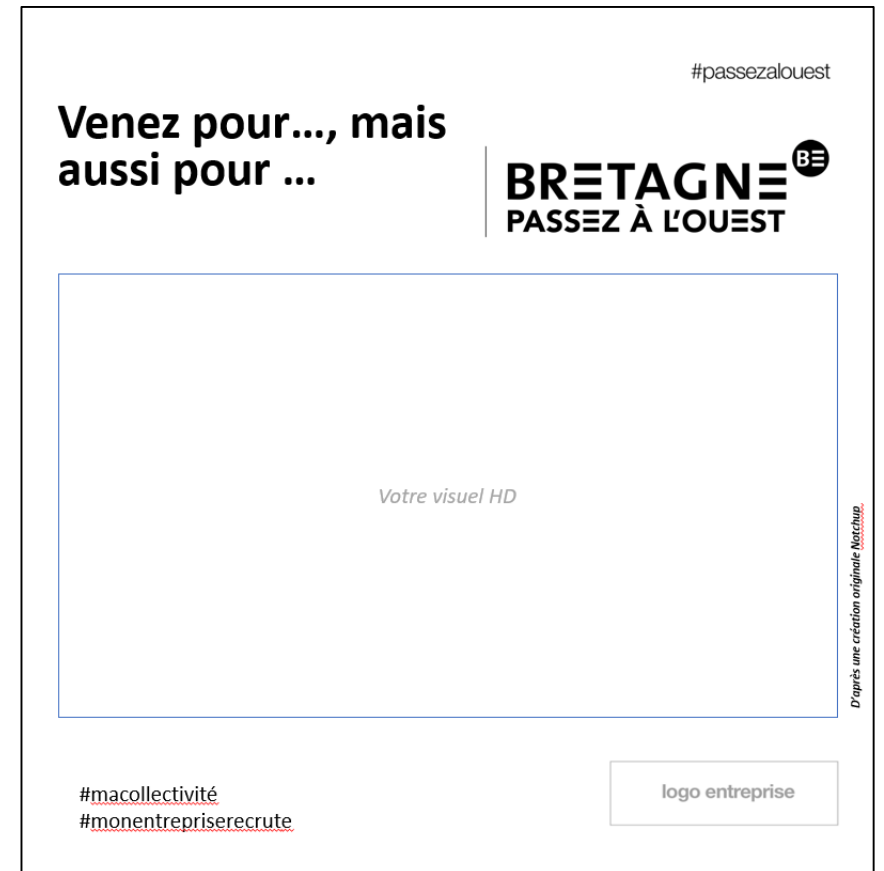 #passezalouest
Venez pour..., mais
aussi pour ...
BRETAGNE BE
PASSEZ À L'OUEST
Votre visuel HD
D'après une création originale Notchup
#macollectivité
#monentrepriserecrute
logo entreprise